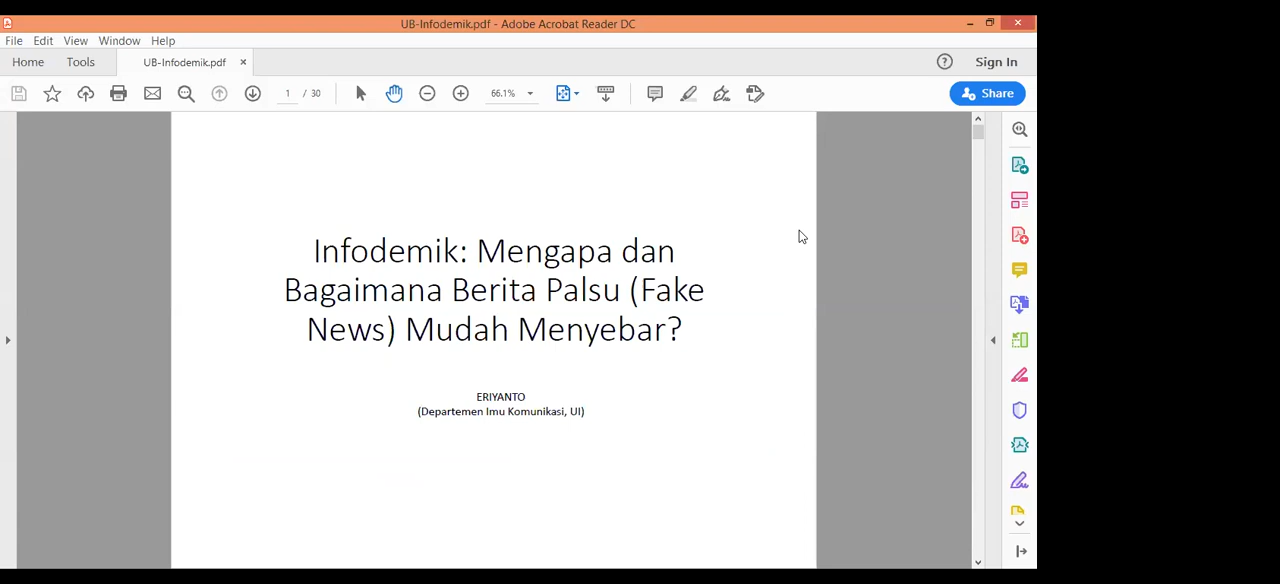 UB-Infodemik.pdf - Adobe Acrobat Reader DC
File Edit View Window Help
Home Tools UB-Infodemik.pdf × Sign In
1 / 30 66.1% Share
Infodemik: Mengapa dan
Bagaimana Berita Palsu (Fake
News) Mudah Menyebar?
ERIYANTO
(Departemen Imu Komunikasi, UI)